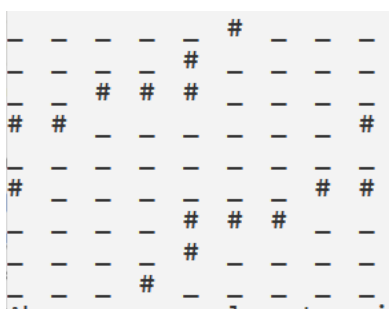 _ _ _ _ _ # _ _ _
_ _ _ _ # _ _ _ _
_ _ # # # _ _ _ _
# # _ _ _ _ _ _ #
_ _ _ _ _ _ _ _ _
# _ _ _ _ _ _ # #
_ _ _ _ # # # _ _
_ _ _ _ # _ _ _ _
_ _ _ # _ _ _ _ _